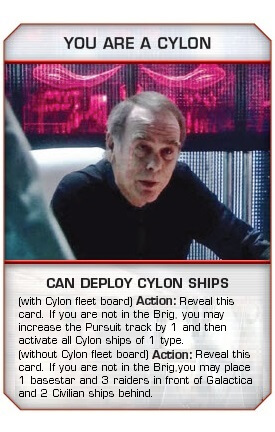 YOU ARE A CYLON
CAN DEPLOY CYLON SHIPS
(with Cylon fleet board) Action: Reveal this
card. If you are not in the Brig, you may
increase the Pursuit track by 1 and then
activate all Cylon ships of 1 type.
(without Cylon fleet board) Action: Reveal this
card. If you are not in the Brig,you may place
1 basestar and 3 raiders in front of Galactica
and 2 Civilian ships behind.